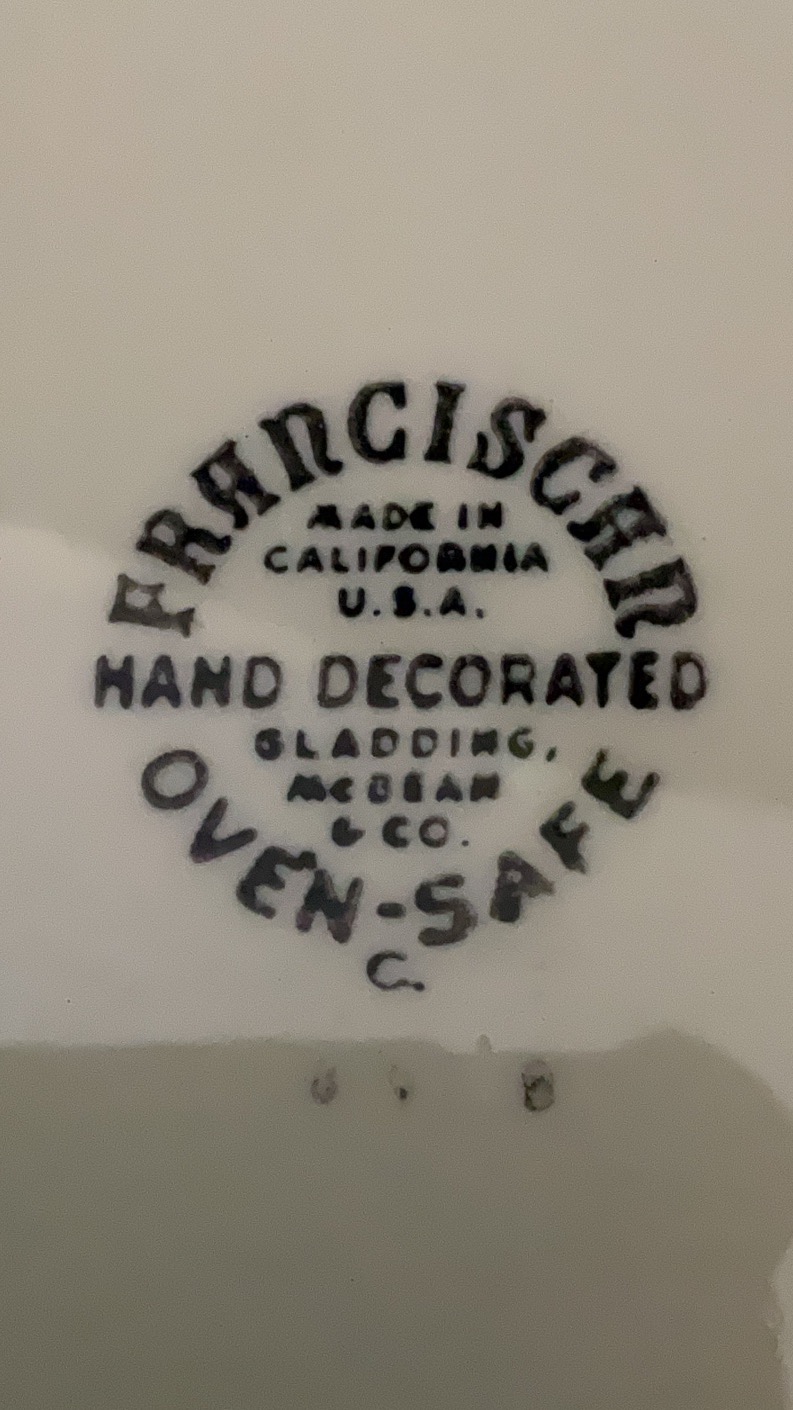 FRANCISCAN
MADE IN
CALIFORNIA
U.S.A.
HAND DECORATED
GLADDING,
MCBEAN
& CO.
OVEN-SAFE
C.